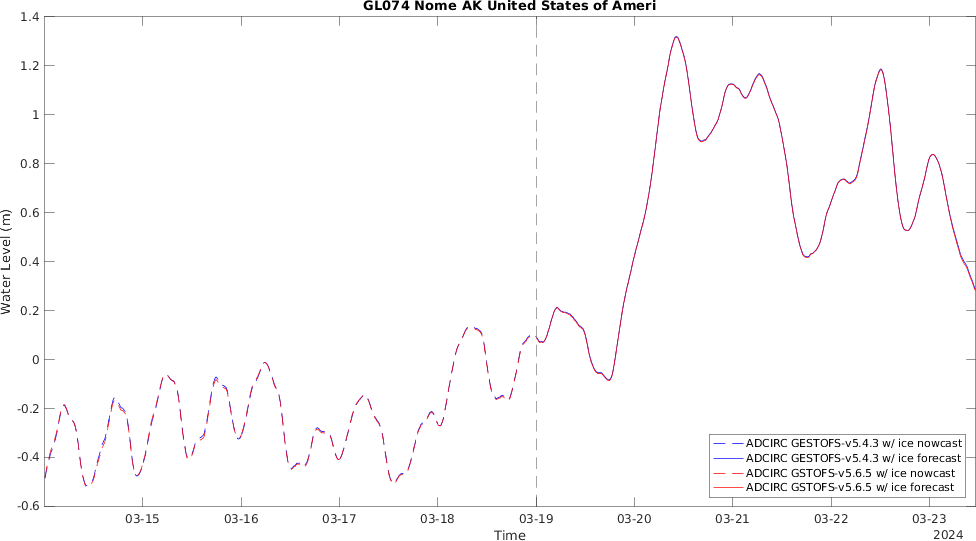 GL074 Nome AK United States of Ameri
1.4
1.2
1
0.8
0.6
0.4
0.2
0
-0.2
-0.4
-0.6
Water Level (m)
ADCIRC GESTOFS-v5.4.3 w/ ice nowcast
ADCIRC GESTOFS-v5.4.3 w/ ice forecast
ADCIRC GSTOFS-v5.6.5 w/ ice nowcast
ADCIRC GSTOFS-v5.6.5 w/ ice forecast
03-15 03-16 03-17 03-18 03-19 03-20 03-21 03-22 03-23
Time 2024